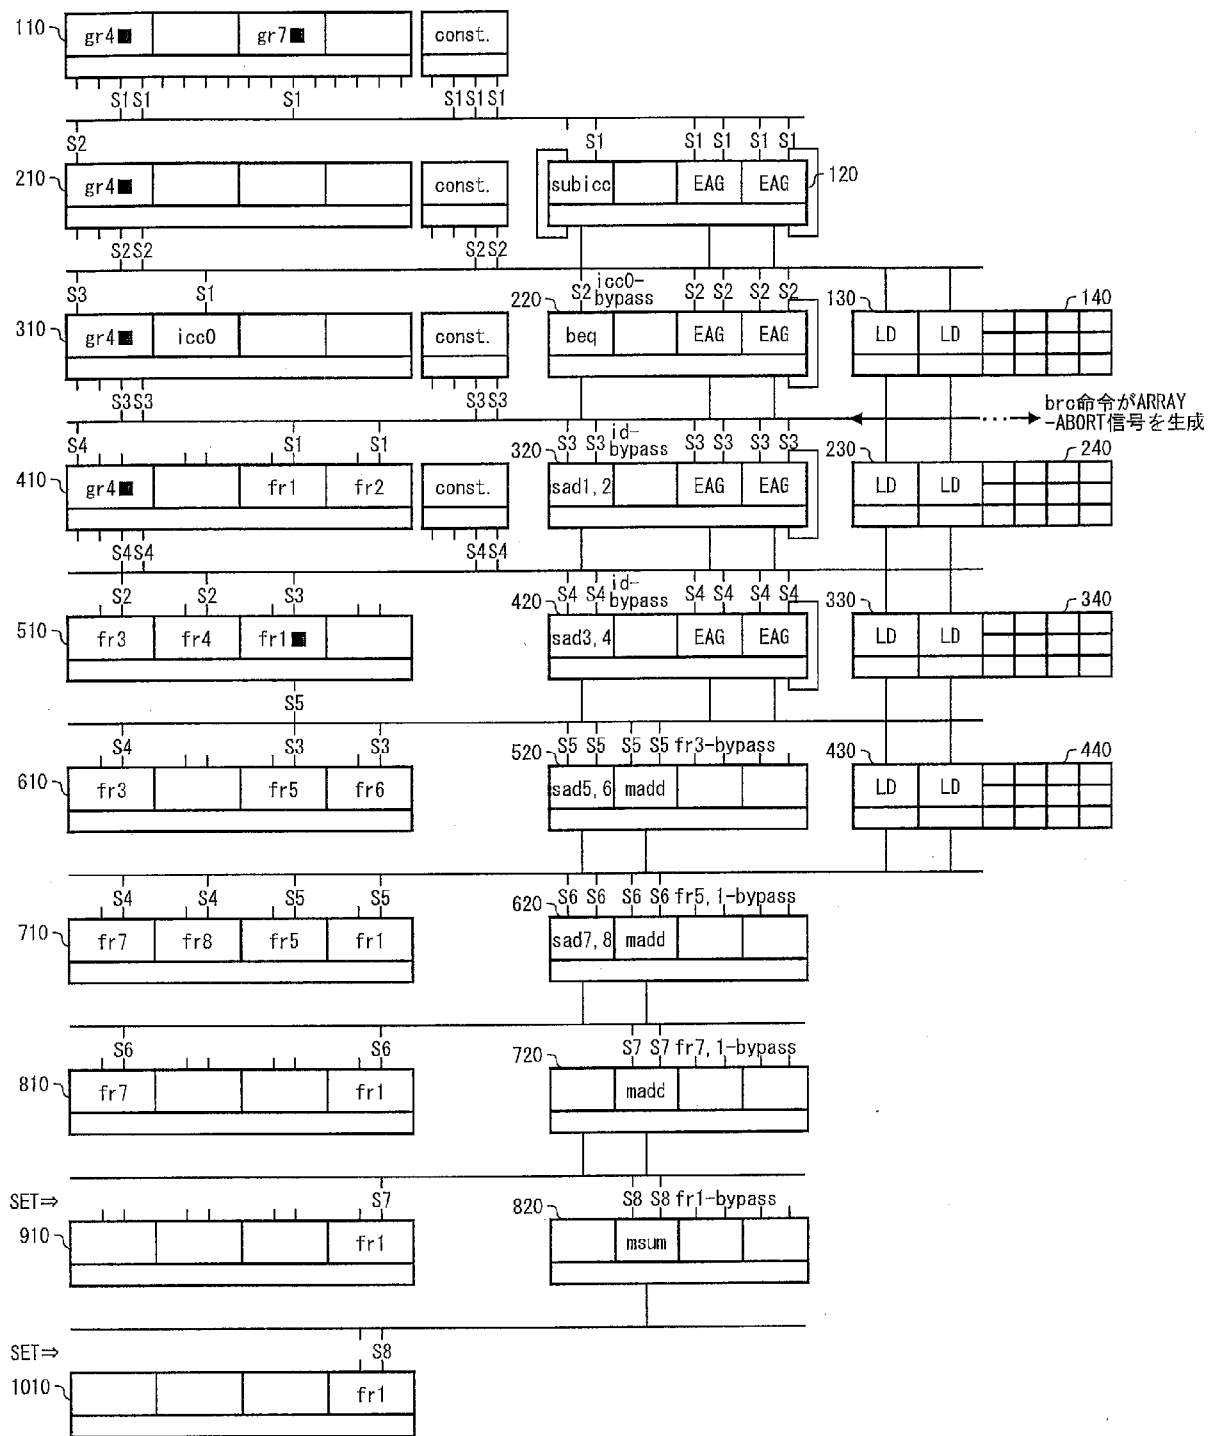 110 gr4■ gr7■ const.
S1 S1 S1 S1 S1 S1
S2 S1 S1 S1 S1 S1
210 gr4■ const. subicc EAG EAG 120
S2 S2 S2 S2
S3 S1 S2 icc0-bypass S2 S2 S2 S2 130 140
310 gr4■ icc0 const. 220 beq EAG EAG LD LD
S3 S3 S3 S3
brc命令がARRAY
-ABORT信号を生成
S4 S1 S1 S3 S3 id-bypass S3 S3 S3 S3 230 240
410 gr4■ fr1 fr2 const. 320 sad1,2 EAG EAG LD LD
S4 S4 S4 S4
S2 S2 S3 S4 S4 id-bypass S4 S4 S4 S4 330 340
510 fr3 fr4 fr1■ 420 sad3,4 EAG EAG LD LD
S5
S4 S3 S3 S5 S5 S5 S5 fr3-bypass 430 440
610 fr3 fr5 fr6 520 sad5,6 madd LD LD
S4 S4 S5 S5 S6 S6 S6 S6 fr5,1-bypass
710 fr7 fr8 fr5 fr1 620 sad7,8 madd
S6 S6 S7 S7 fr7,1-bypass
810 fr7 fr1 720 madd
SET⇒ S7 S8 S8 fr1-bypass
910 fr1 820 msum
SET⇒ S8
1010 fr1